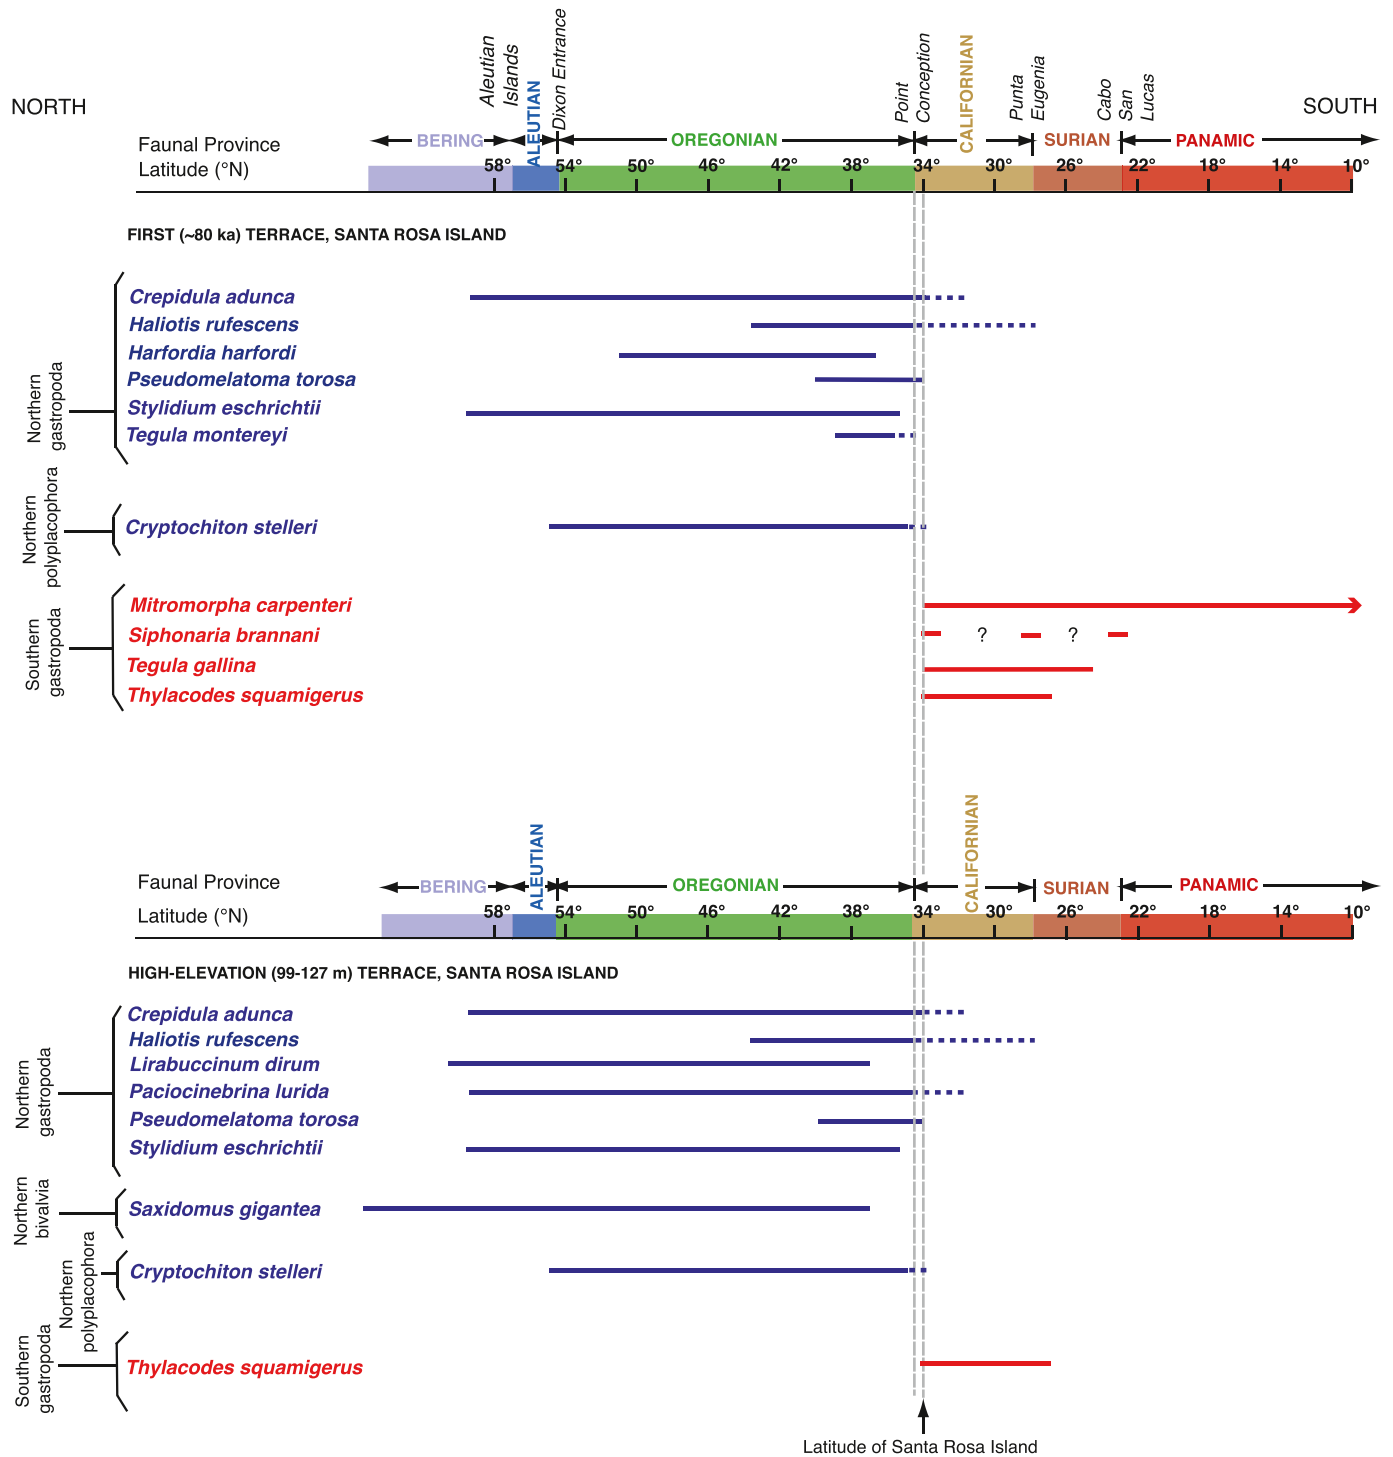 Aleutian
Islands
ALEUTIAN
Dixon Entrance
Point
Conception
CALIFORNIAN
Punta
Eugenia
Cabo
San
Lucas
NORTH
SOUTH
Faunal Province
BERING
OREGONIAN
SURIAN
PANAMIC
Latitude (°N)
58° 54° 50° 46° 42° 38° 34° 30° 26° 22° 18° 14° 10°
FIRST (~80 ka) TERRACE, SANTA ROSA ISLAND
Northern
gastropoda
Crepidula adunca
Haliotis rufescens
Harfordia harfordi
Pseudomelatoma torosa
Stylidium eschrichtii
Tegula montereyi
Northern
polyplacophora
Cryptochiton stelleri
Southern
gastropoda
Mitromorpha carpenteri
Siphonaria brannani
? ?
Tegula gallina
Thylacodes squamigerus
ALEUTIAN
CALIFORNIAN
Faunal Province
BERING
OREGONIAN
SURIAN
PANAMIC
Latitude (°N)
58° 54° 50° 46° 42° 38° 34° 30° 26° 22° 18° 14° 10°
HIGH-ELEVATION (99-127 m) TERRACE, SANTA ROSA ISLAND
Northern
gastropoda
Crepidula adunca
Haliotis rufescens
Lirabuccinum dirum
Paciocinebrina lurida
Pseudomelatoma torosa
Stylidium eschrichtii
Northern
bivalvia
Saxidomus gigantea
Northern
polyplacophora
Cryptochiton stelleri
Southern
gastropoda
Thylacodes squamigerus
Latitude of Santa Rosa Island